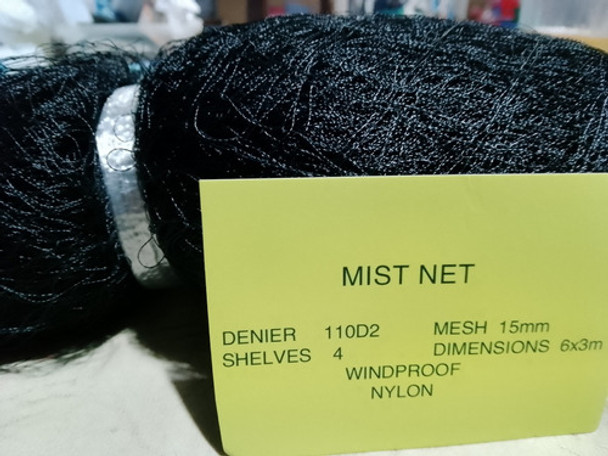 MIST NET
DENIER 110D2 MESH 15mm
SHELVES 4 DIMENSIONS 6x3m
WINDPROOF
NYLON